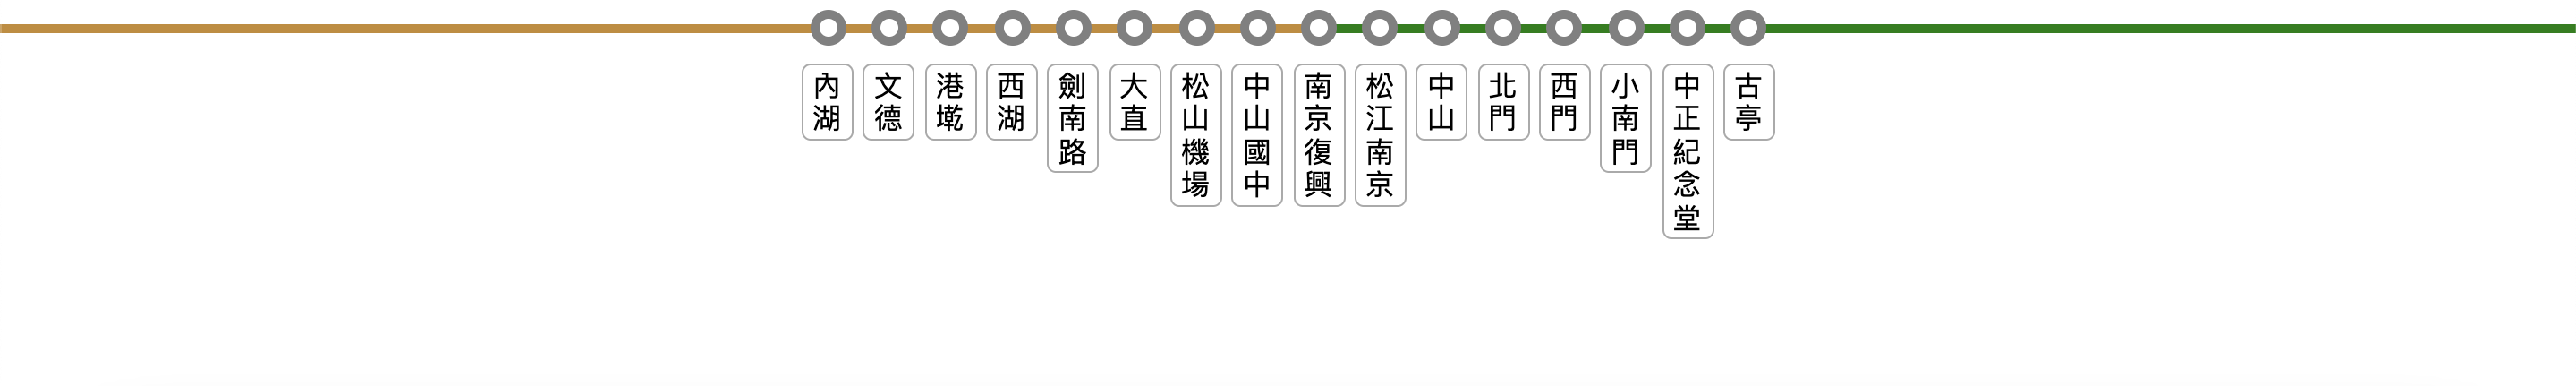 內湖
文德
港墘
西湖
劍南路
大直
松山機場
中山國中
南京復興
松江南京
中山
北門
西門
小南門
中正紀念堂
古亭